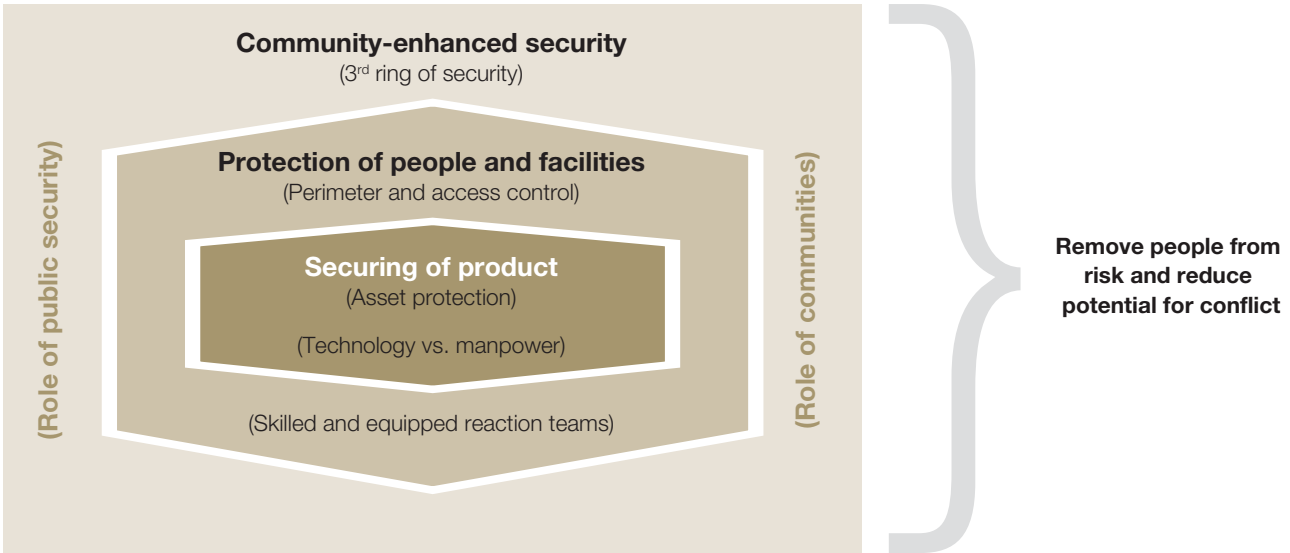 Community-enhanced security
(3rd ring of security)
(Role of public security)
Protection of people and facilities
(Perimeter and access control)
Securing of product
(Asset protection)
(Technology vs. manpower)
(Skilled and equipped reaction teams)
(Role of communities)
Remove people from
risk and reduce
potential for conflict